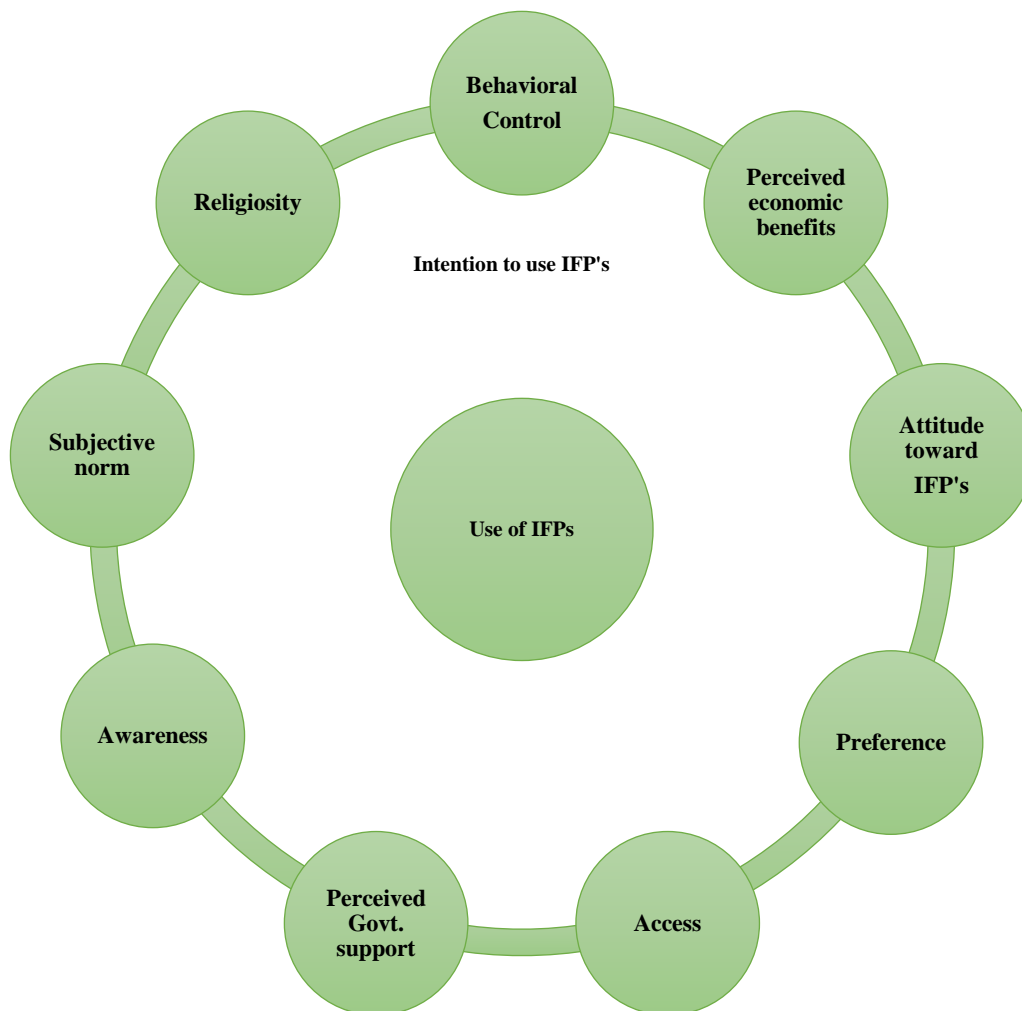 Behavioral
Control
Perceived
economic
benefits
Religiosity
Intention to use IFP's
Attitude
toward
IFP's
Subjective
norm
Use of IFPs
Awareness
Preference
Perceived
Govt.
support
Access